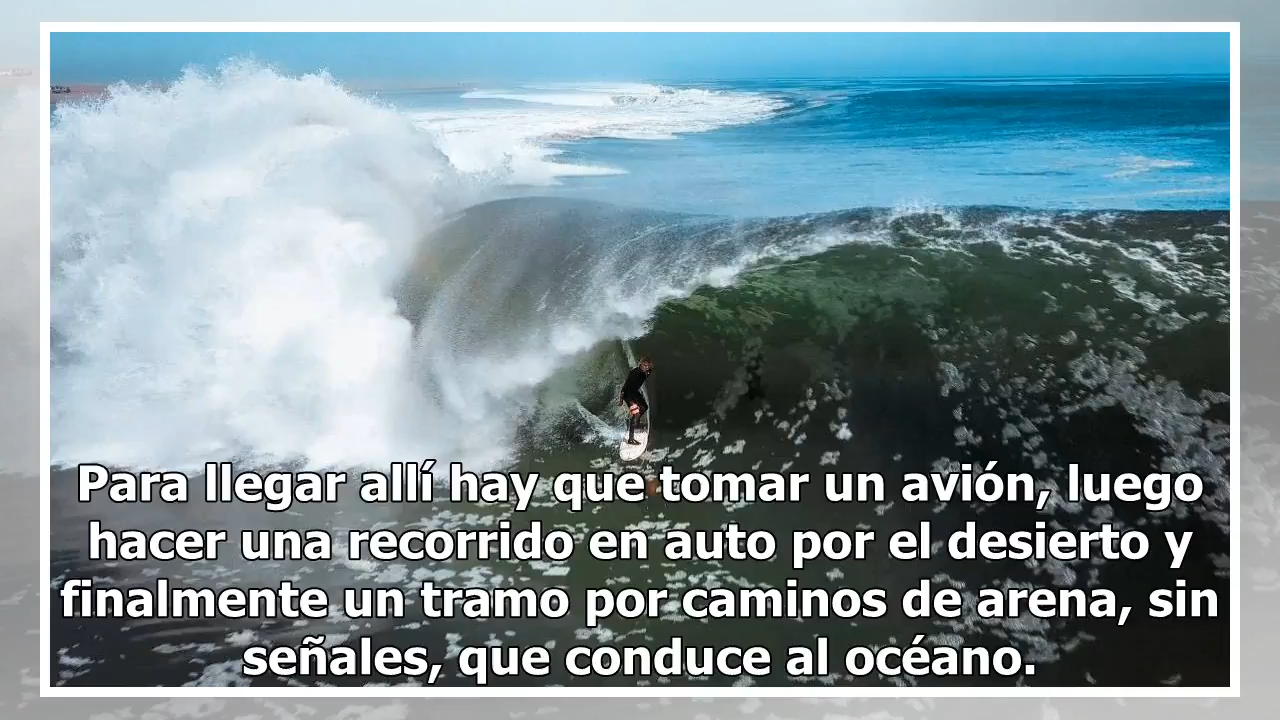 Para llegar allí hay que tomar un avión, luego
hacer una recorrido en auto por el desierto y
finalmente un tramo por caminos de arena, sin
señales, que conduce al océano.